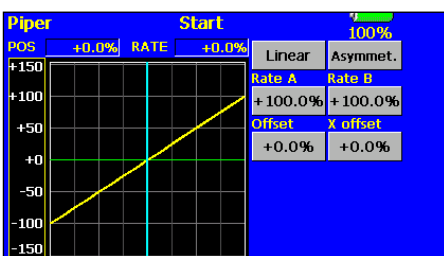 Piper Start 100%
POS +0.0% RATE +0.0% Linear Asymmet.
Rate A Rate B
+100.0% +100.0%
Offset X offset
+0.0% +0.0%
+150
+100
+50
+0
-50
-100
-150